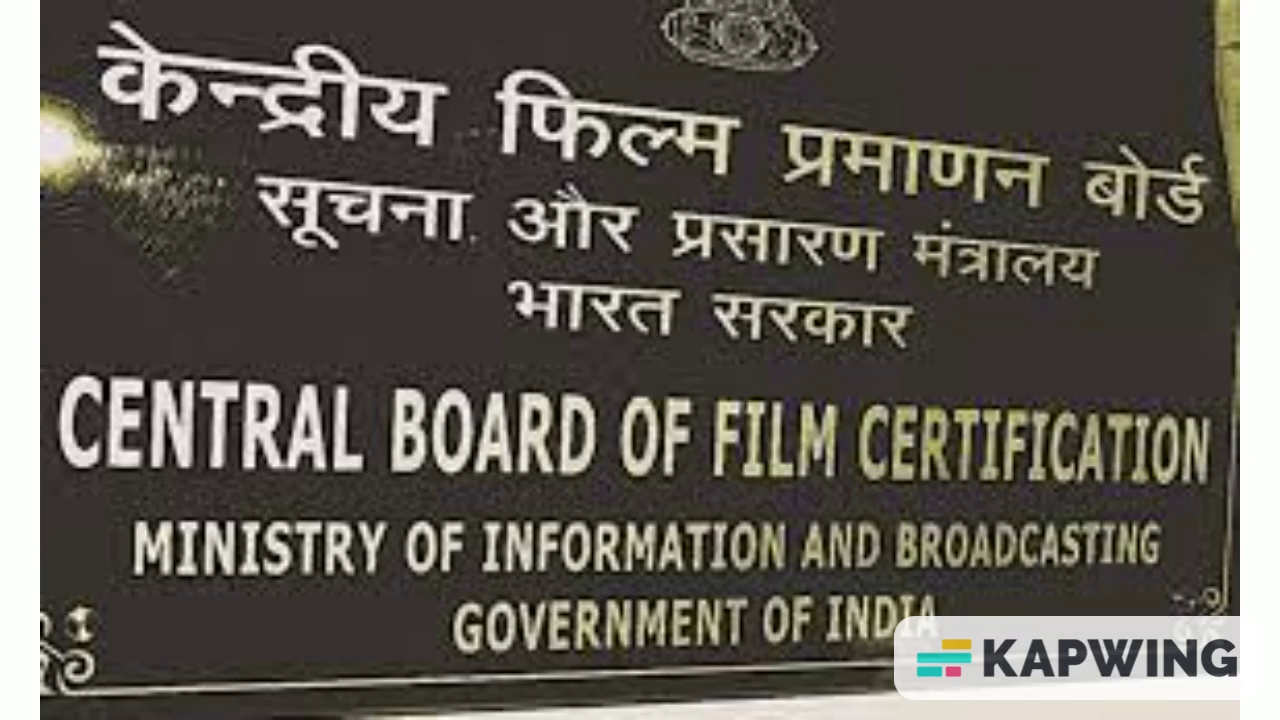 केन्द्रीय फिल्म प्रमाणन बोर्ड
सूचना और प्रसारण मंत्रालय
भारत सरकार
CENTRAL BOARD OF FILM CERTIFICATION
MINISTRY OF INFORMATION AND BROADCASTING
GOVERNMENT OF INDIA
KAPWING